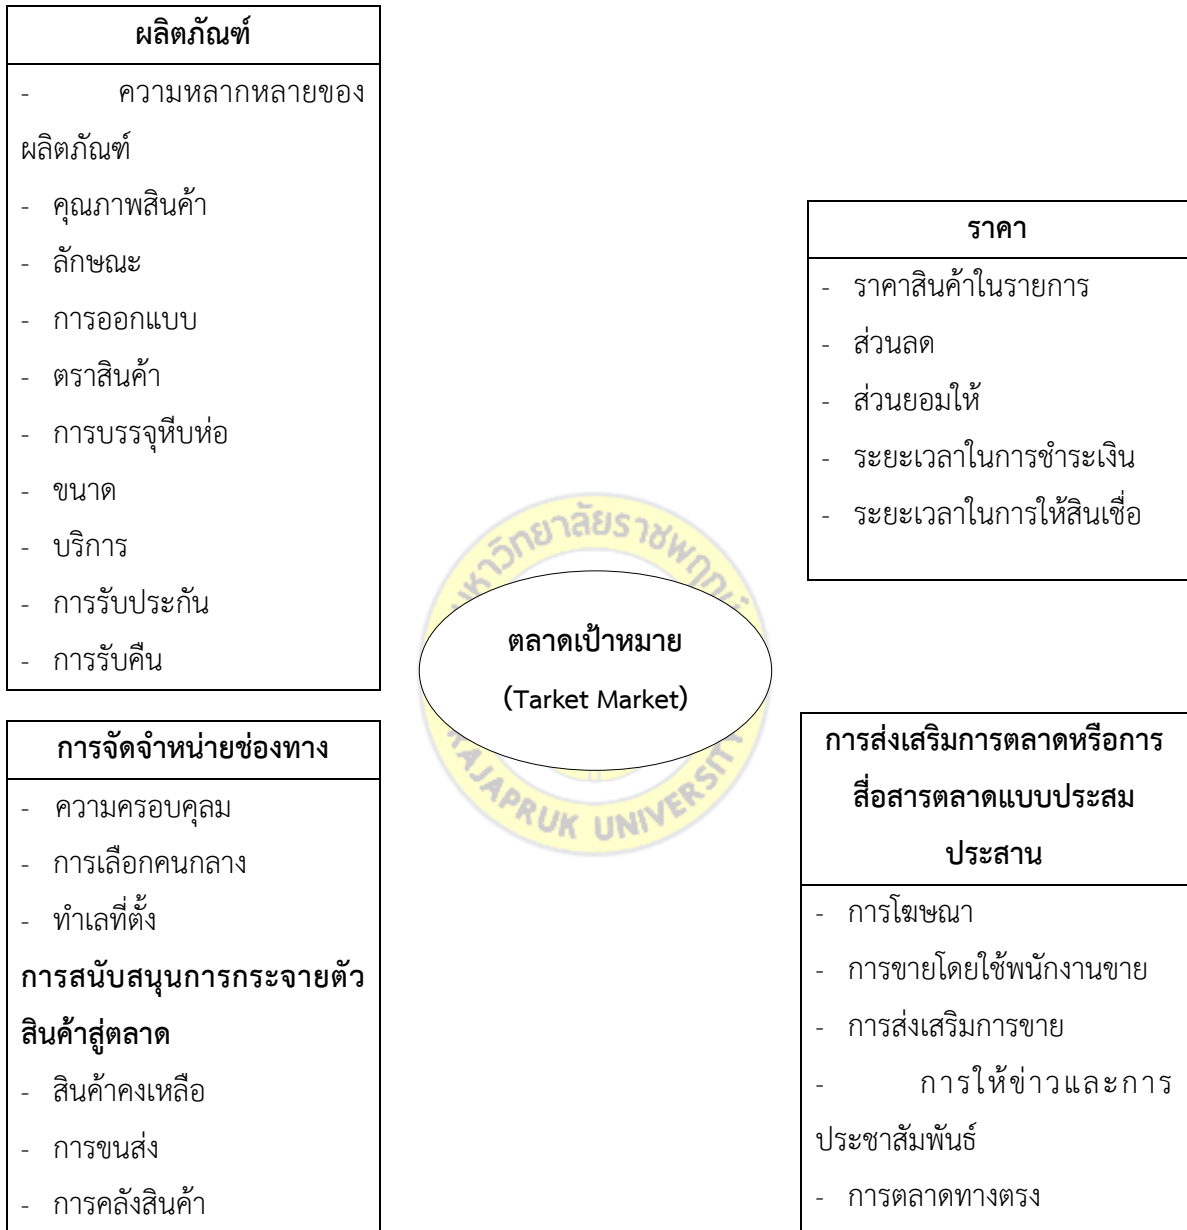 ผลิตภัณฑ์
- ความหลากหลายของ
ผลิตภัณฑ์
- คุณภาพสินค้า
- ลักษณะ
- การออกแบบ
- ตราสินค้า
- การบรรจุหีบห่อ
- ขนาด
- บริการ
- การรับประกัน
- การรับคืน
ราคา
- ราคาสินค้าในรายการ
- ส่วนลด
- ส่วนยอมให้
- ระยะเวลาในการชำระเงิน
- ระยะเวลาในการให้สินเชื่อ
ตลาดเป้าหมาย
(Tarket Market)
RAJAPRUK UNIVERSITY
การจัดจำหน่ายช่องทาง
- ความครอบคุลม
- การเลือกคนกลาง
- ทำเลที่ตั้ง
การสนับสนุนการกระจายตัว
สินค้าสู่ตลาด
- สินค้าคงเหลือ
- การขนส่ง
- การคลังสินค้า
การส่งเสริมการตลาดหรือการ
สื่อสารตลาดแบบประสม
ประสาน
- การโฆษณา
- การขายโดยใช้พนักงานขาย
- การส่งเสริมการขาย
- การให้ข่าวและการ
ประชาสัมพันธ์
- การตลาดทางตรง